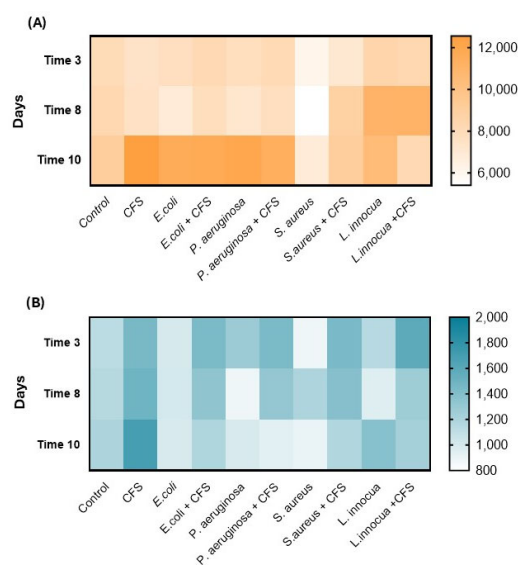 (A)
Days
Time 3
Time 8
Time 10
12,000
10,000
8,000
6,000
Control
CFS
E.coli
E.coli + CFS
P. aeruginosa
P. aeruginosa + CFS
S. aureus
S.aureus + CFS
L. innocua
L.innocua +CFS
(B)
Days
Time 3
Time 8
Time 10
2,000
1,800
1,600
1,400
1,200
1,000
800
Control
CFS
E.coli
E.coli + CFS
P. aeruginosa
P. aeruginosa + CFS
S. aureus
S.aureus + CFS
L. innocua
L.innocua +CFS